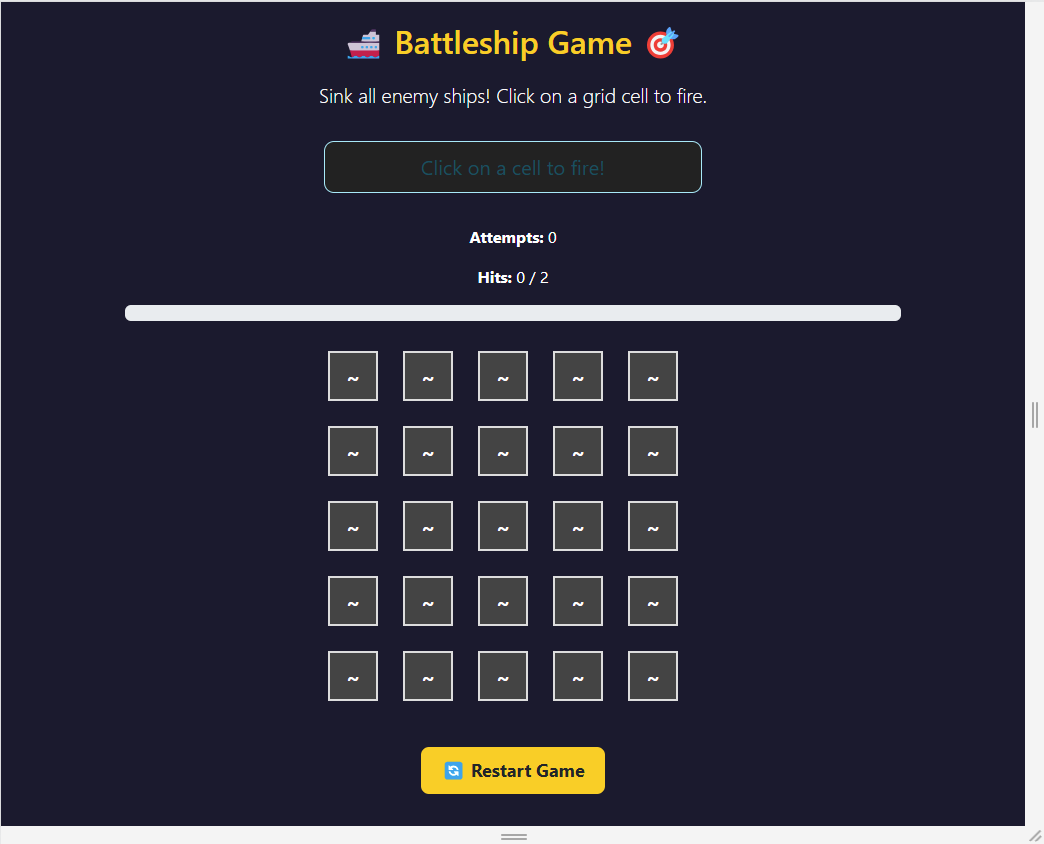 🚢 Battleship Game 🎯
Sink all enemy ships! Click on a grid cell to fire.
Click on a cell to fire!
Attempts: 0
Hits: 0 / 2
~ ~ ~ ~ ~
~ ~ ~ ~ ~
~ ~ ~ ~ ~
~ ~ ~ ~ ~
~ ~ ~ ~ ~
🔄 Restart Game